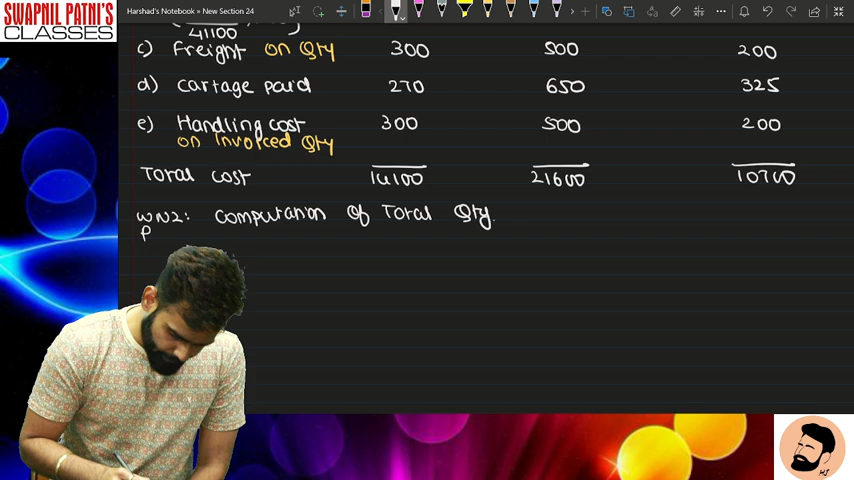 SWAPNIL PATNI'S
CLASSES
Harshad's Notebook » New Section 24
41100
c) Freight on Qty 300 500 200
d) Cartage paid 270 650 325
e) Handling cost 300 500 200
on Invoiced Qty
Total cost 14100 21600 10700
WN2: Computation of Total Qty.
P